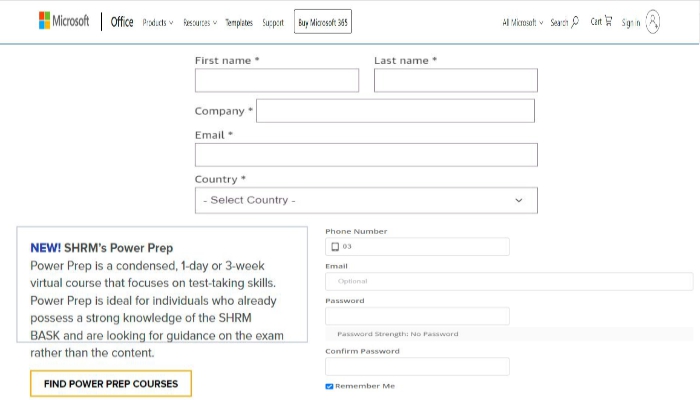 Microsoft Office Products Resources Templates Support Buy Microsoft 365 All Microsoft Search Cart Sign in
First name * Last name *
Company *
Email *
Country *
- Select Country -
NEW! SHRM's Power Prep
Power Prep is a condensed, 1-day or 3-week
virtual course that focuses on test-taking skills.
Power Prep is ideal for individuals who already
possess a strong knowledge of the SHRM
BASK and are looking for guidance on the exam
rather than the content.
FIND POWER PREP COURSES
Phone Number
03
Email
Optional
Password
Password Strength: No Password
Confirm Password
Remember Me